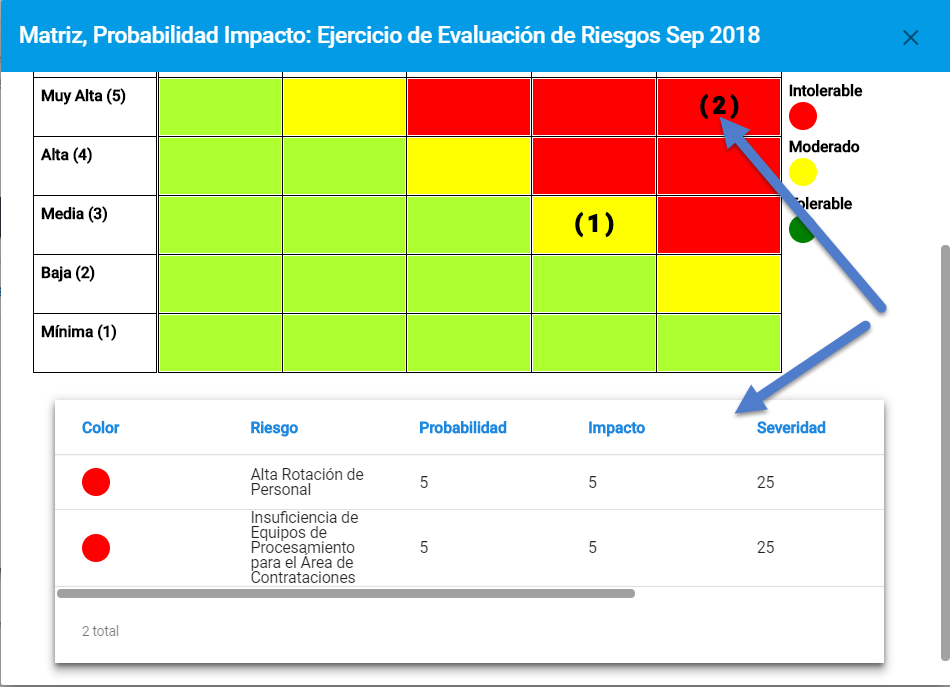 Matriz, Probabilidad Impacto: Ejercicio de Evaluación de Riesgos Sep 2018
Muy Alta (5)
(2)
Intolerable
Moderado
Alta (4)
Tolerable
Media (3)
(1)
Baja (2)
Mínima (1)
Color Riesgo Probabilidad Impacto Severidad
Alta Rotación de
Personal
5 5 25
Insuficiencia de
Equipos de
Procesamiento
para el Área de
Contrataciones
5 5 25
2 total